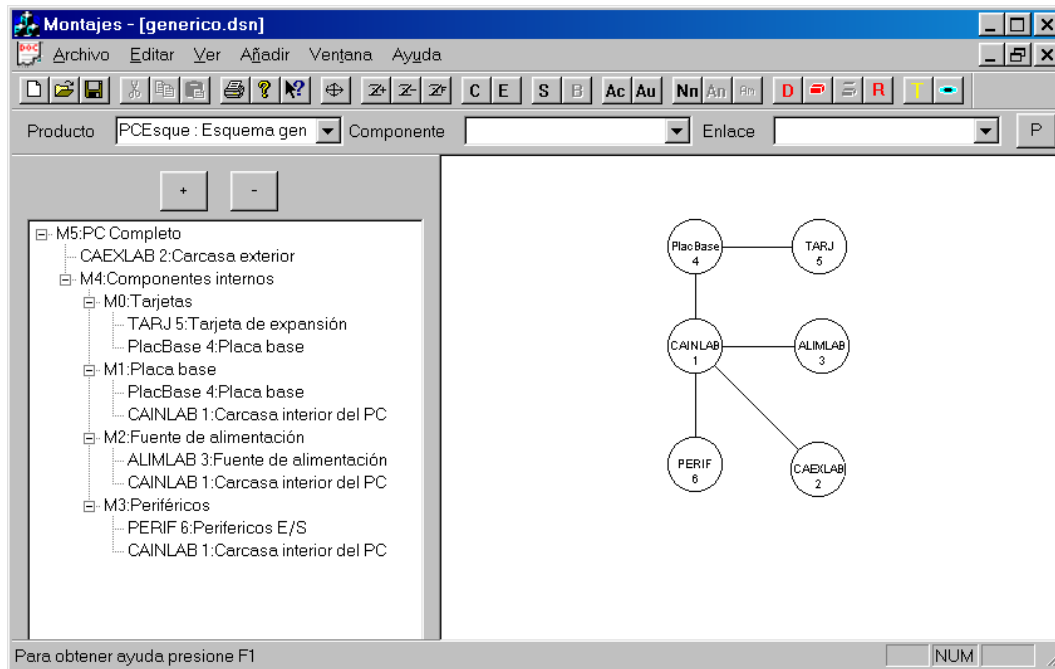 Montajes - [generico.dsn]
Archivo Editar Ver Añadir Ventana Ayuda
Z+ Z- ZF C E S B Ac Au Nn An Am D R T
Producto PCEsque : Esquema gen Componente Enlace P
+ -
M5:PC Completo
CAEXLAB 2:Carcasa exterior
M4:Componentes internos
M0:Tarjetas
TARJ 5:Tarjeta de expansión
PlacBase 4:Placa base
M1:Placa base
PlacBase 4:Placa base
CAINLAB 1:Carcasa interior del PC
M2:Fuente de alimentación
ALIMLAB 3:Fuente de alimentación
CAINLAB 1:Carcasa interior del PC
M3:Periféricos
PERIF 6:Perifericos E/S
CAINLAB 1:Carcasa interior del PC
PlacBase
4
TARJ
5
CAINLAB
1
ALIMLAB
3
PERIF
6
CAEXLAB
2
Para obtener ayuda presione F1
NUM